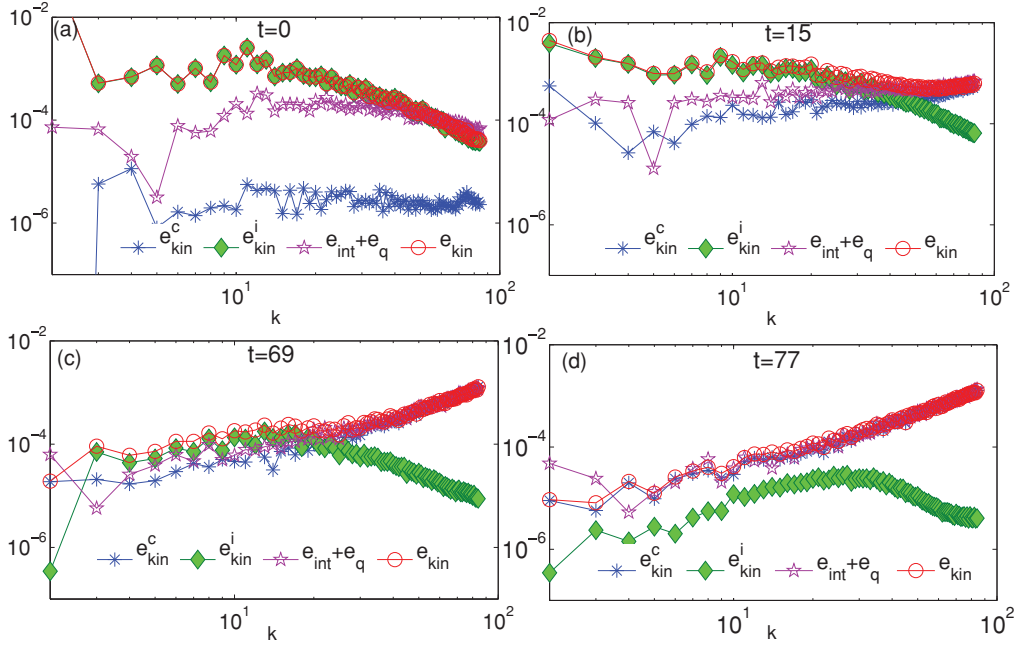 (a) t=0
10^-2
10^-4
10^-6
e^c_kin e^i_kin e_int+e_q e_kin
10^1 10^2
k
(b) t=15
10^-2
10^-4
10^-6
e^c_kin e^i_kin e_int+e_q e_kin
10^1 10^2
k
(c) t=69
10^-2
10^-4
10^-6
e^c_kin e^i_kin e_int+e_q e_kin
10^1 10^2
k
(d) t=77
10^-2
10^-4
10^-6
e^c_kin e^i_kin e_int+e_q e_kin
10^1 10^2
k